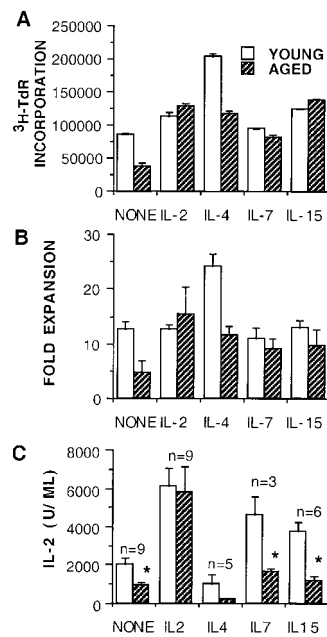 A
YOUNG
AGED
³H-TdR
INCORPORATION
250000
200000
150000
100000
50000
0
NONE IL-2 IL-4 IL-7 IL-15
B
FOLD EXPANSION
30
20
10
0
NONE IL-2 IL-4 IL-7 IL-15
C
IL-2 (U/ ML)
8000
6000
4000
2000
0
n=9
*
n=9
n=5
n=3
*
n=6
*
NONE IL2 IL4 IL7 IL15